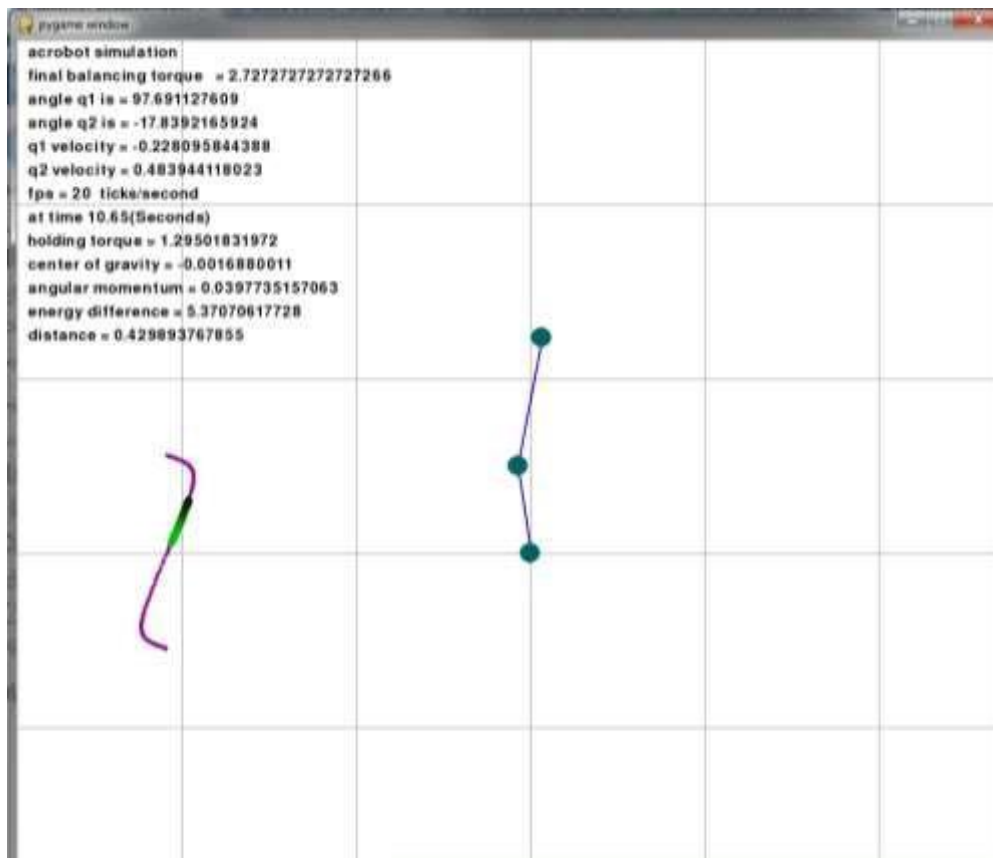 pygame window
acrobot simulation
final balancing torque = 2.7272727272727266
angle q1 is = 97.691127609
angle q2 is = -17.8392165924
q1 velocity = -0.228095844388
q2 velocity = 0.483944118023
fps = 20 ticks/second
at time 10.65(Seconds)
holding torque = 1.29501831972
center of gravity = -0.0016880011
angular momentum = 0.0397735157063
energy difference = 5.37070617728
distance = 0.429893767855